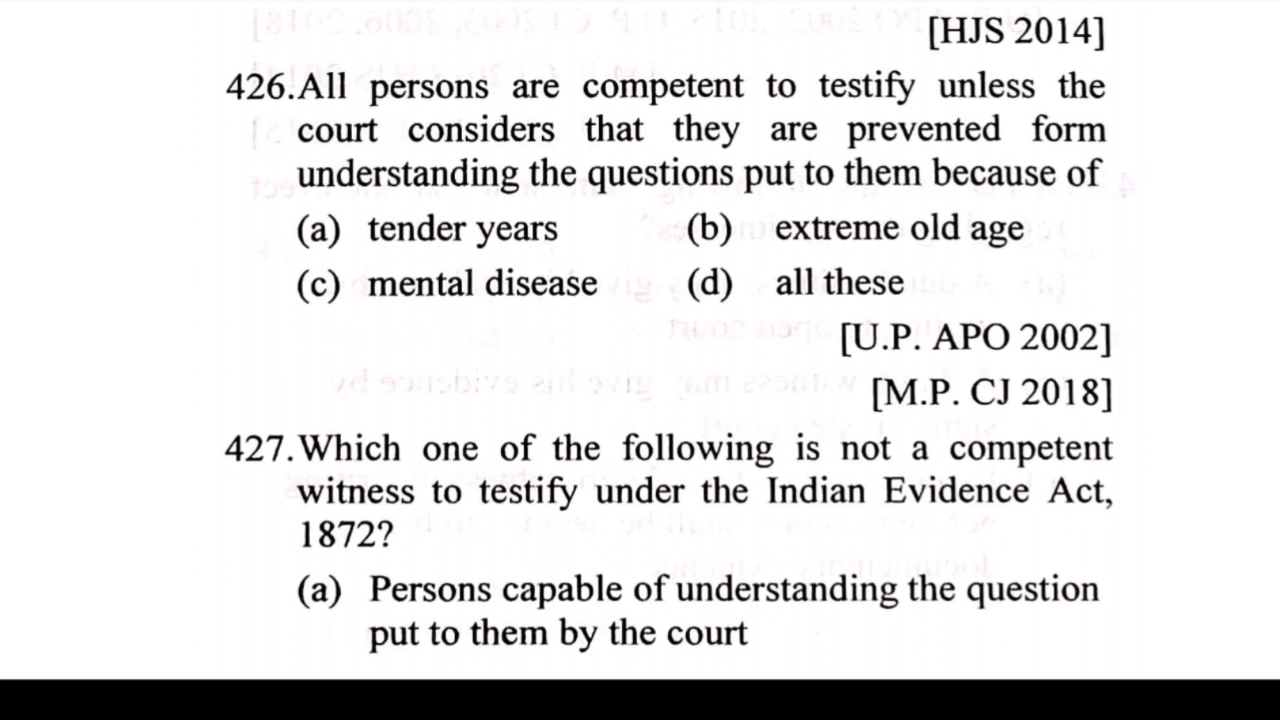 [HJS 2014]
426. All persons are competent to testify unless the
court considers that they are prevented form
understanding the questions put to them because of
(a) tender years (b) extreme old age
(c) mental disease (d) all these
[U.P. APO 2002]
[M.P. CJ 2018]
427. Which one of the following is not a competent
witness to testify under the Indian Evidence Act,
1872?
(a) Persons capable of understanding the question
put to them by the court